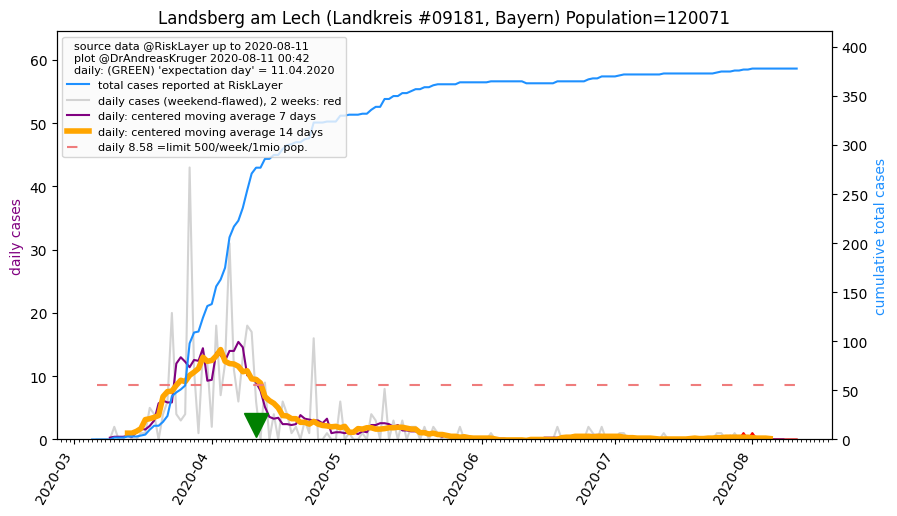 Landsberg am Lech (Landkreis #09181, Bayern) Population=120071
source data @RiskLayer up to 2020-08-11
plot @DrAndreasKruger 2020-08-11 00:42
daily: (GREEN) 'expectation day' = 11.04.2020
total cases reported at RiskLayer
daily cases (weekend-flawed), 2 weeks: red
daily: centered moving average 7 days
daily: centered moving average 14 days
daily 8.58 =limit 500/week/1mio pop.
daily cases
60
50
40
30
20
10
0
cumulative total cases
400
350
300
250
200
150
100
50
0
2020-03
2020-04
2020-05
2020-06
2020-07
2020-08